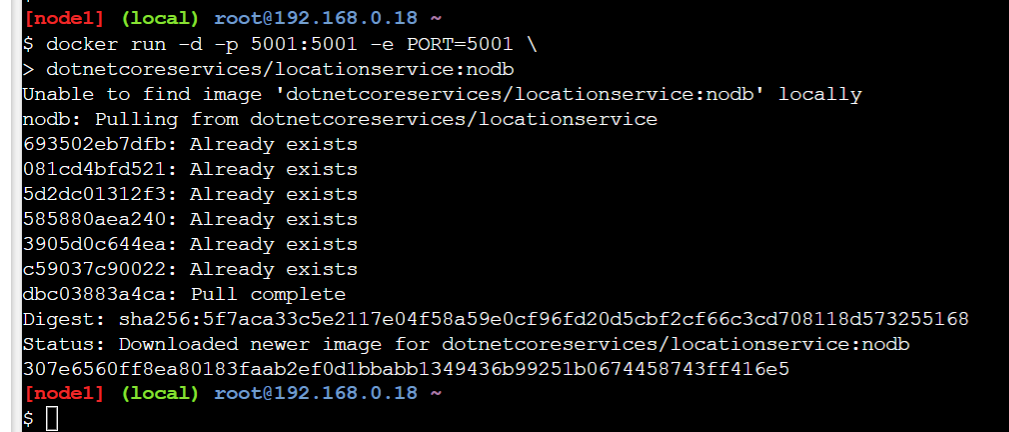 [node1] (local) root@192.168.0.18 ~
$ docker run -d -p 5001:5001 -e PORT=5001 \
> dotnetcoreservices/locationservice:nodb
Unable to find image 'dotnetcoreservices/locationservice:nodb' locally
nodb: Pulling from dotnetcoreservices/locationservice
693502eb7dfb: Already exists
081cd4bfd521: Already exists
5d2dc01312f3: Already exists
585880aea240: Already exists
3905d0c644ea: Already exists
c59037c90022: Already exists
dbc03883a4ca: Pull complete
Digest: sha256:5f7aca33c5e2117e04f58a59e0cf96fd20d5cbf2cf66c3cd708118d573255168
Status: Downloaded newer image for dotnetcoreservices/locationservice:nodb
307e6560ff8ea80183faab2ef0d1bbabb1349436b99251b0674458743ff416e5
[node1] (local) root@192.168.0.18 ~
$